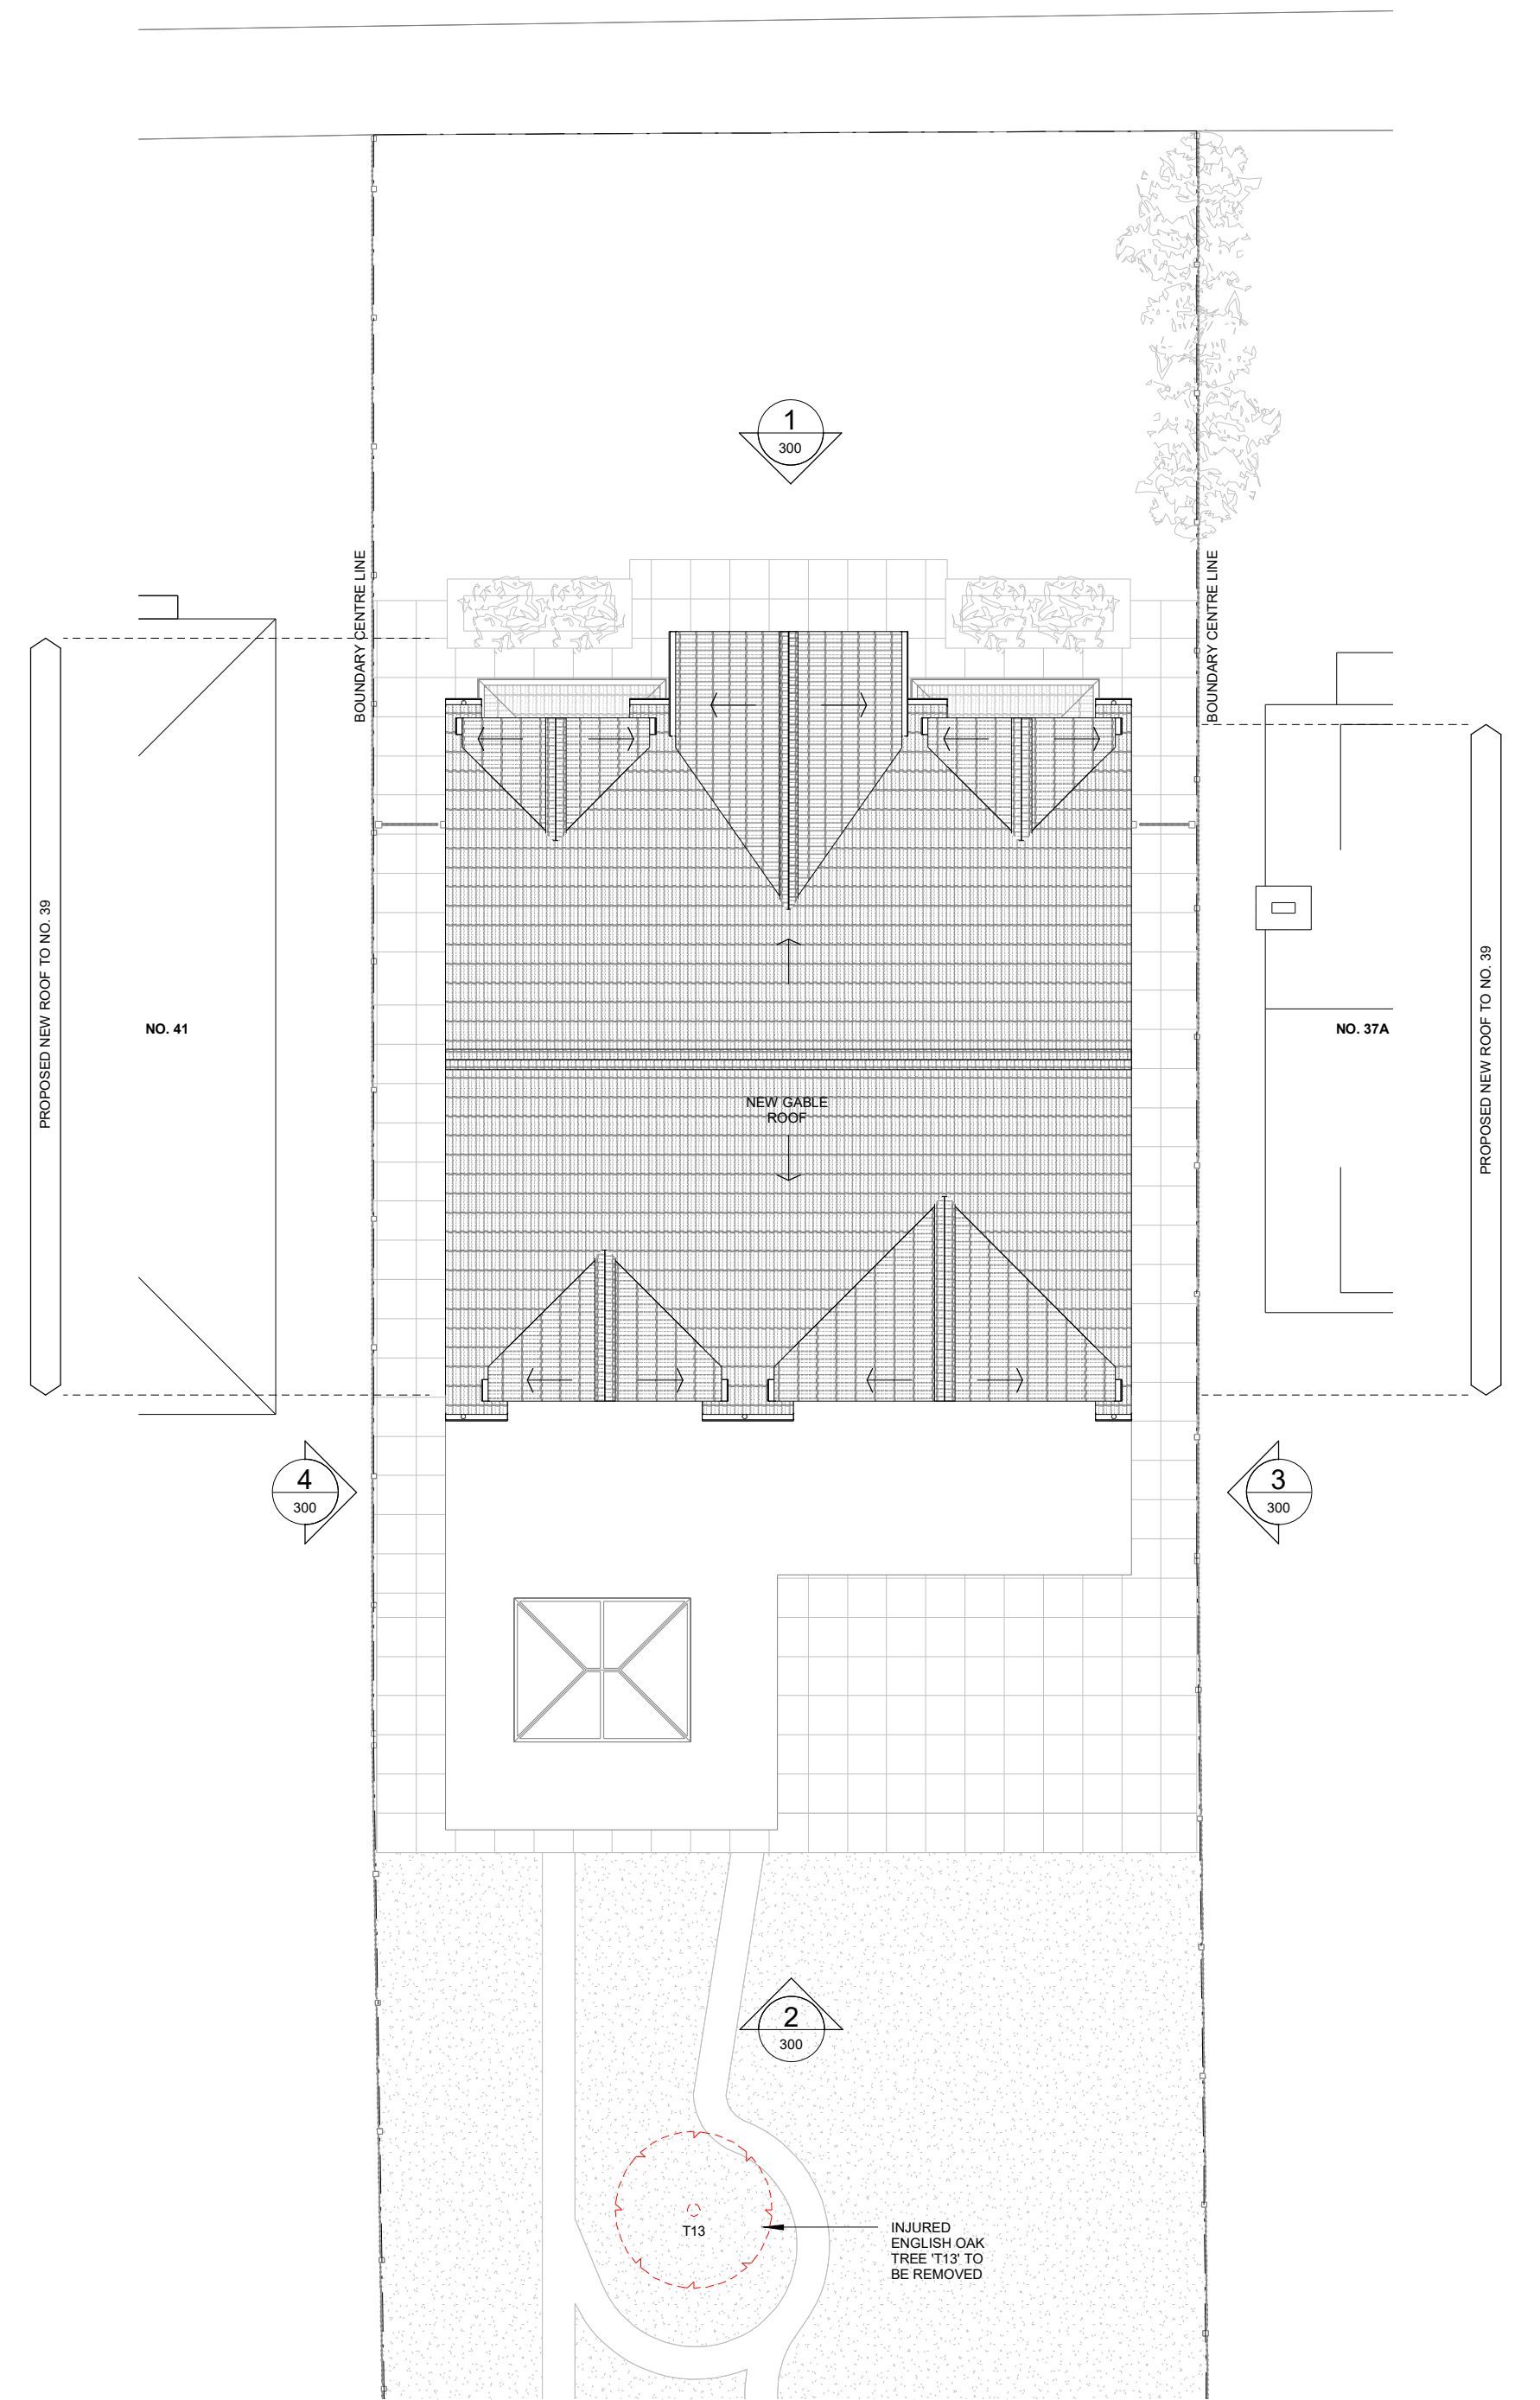 1
300
BOUNDARY CENTRE LINE
BOUNDARY CENTRE LINE
PROPOSED NEW ROOF TO NO. 39
NO. 41
NO. 37A
PROPOSED NEW ROOF TO NO. 39
NEW GABLE
ROOF
4
300
3
300
2
300
T13
INJURED
ENGLISH OAK
TREE 'T13' TO
BE REMOVED